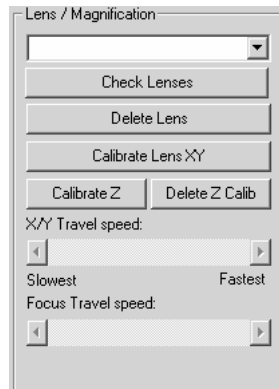 Lens / Magnification
Check Lenses
Delete Lens
Calibrate Lens XY
Calibrate Z Delete Z Calib
X/Y Travel speed:
Slowest Fastest
Focus Travel speed: